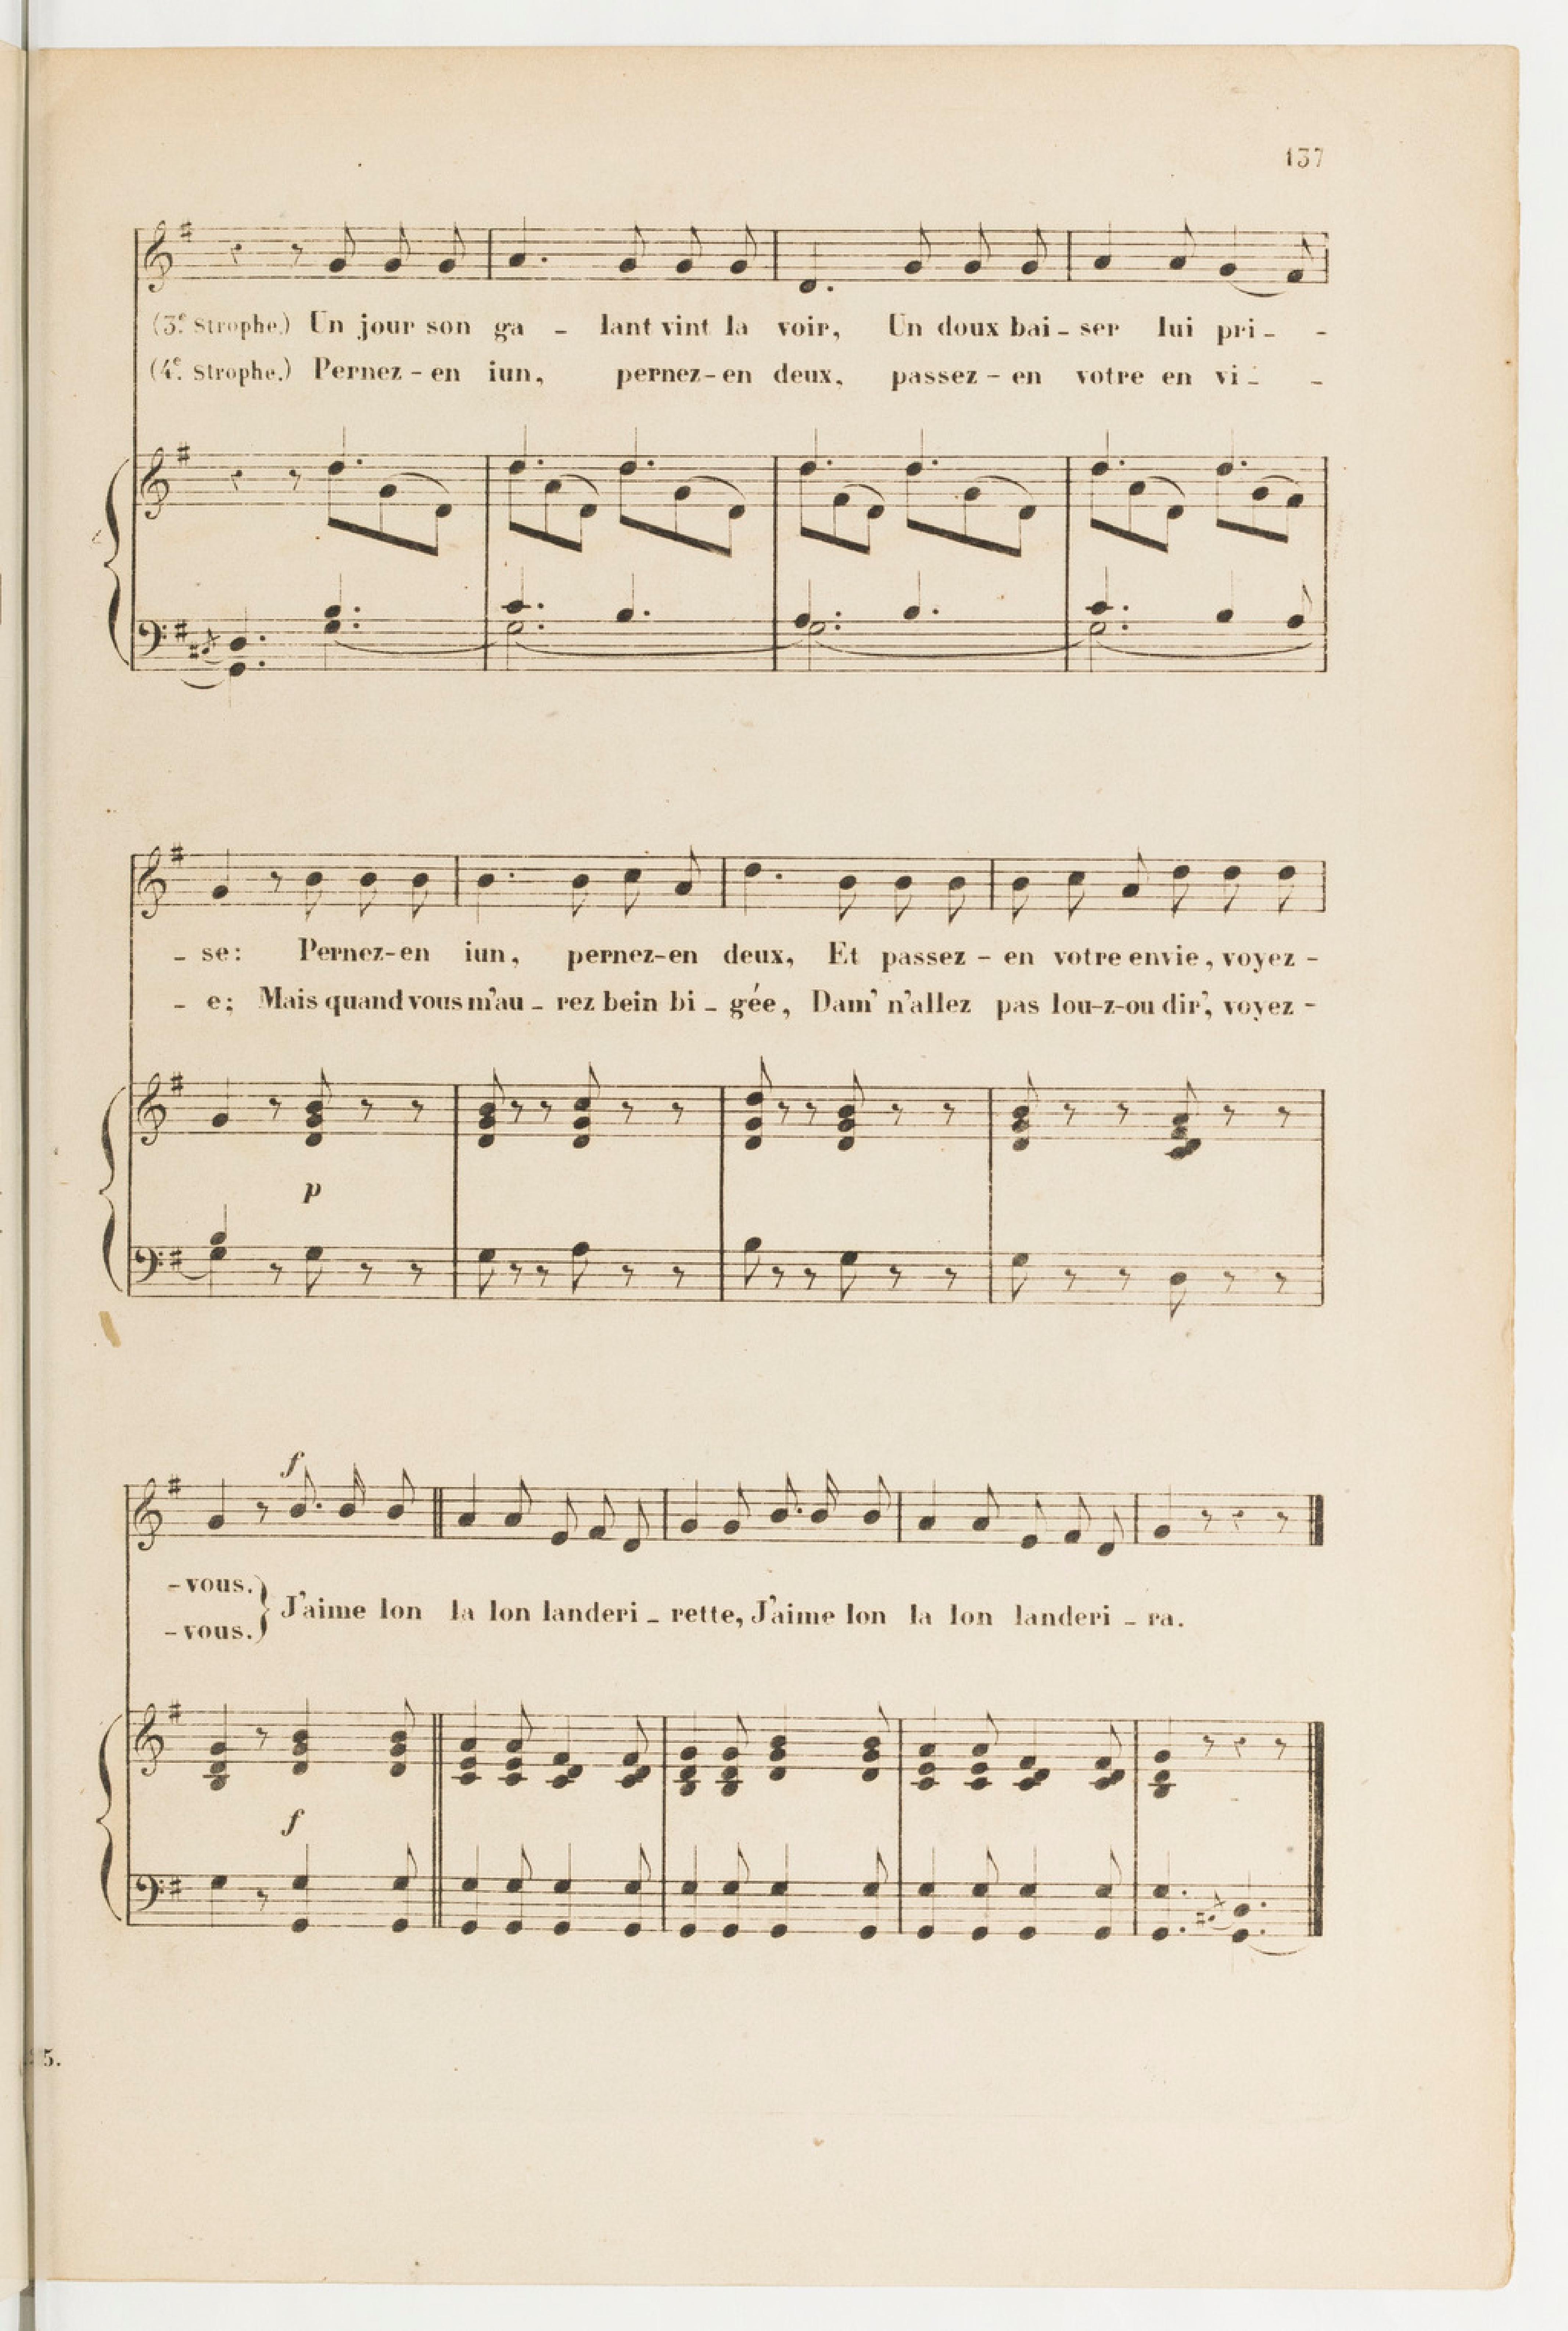 137
(3.e Strophe.) Un jour son ga - lant vint la voir, Un doux bai - ser lui pri - -
(4.e Strophe.) Pernez - en iun, pernez - en deux, passez - en votre en vi - -
- se: Pernez-en iun, pernez-en deux, Et passez - en votre envie, voyez -
- e; Mais quand vous m'au - rez bein bi - gée, Dam' n'allez pas lou-z-ou dir', voyez -
f
- vous.
- vous.
J'aime lon la lon landeri - rette, J'aime lon la lon landeri - ra.
p
f
5.